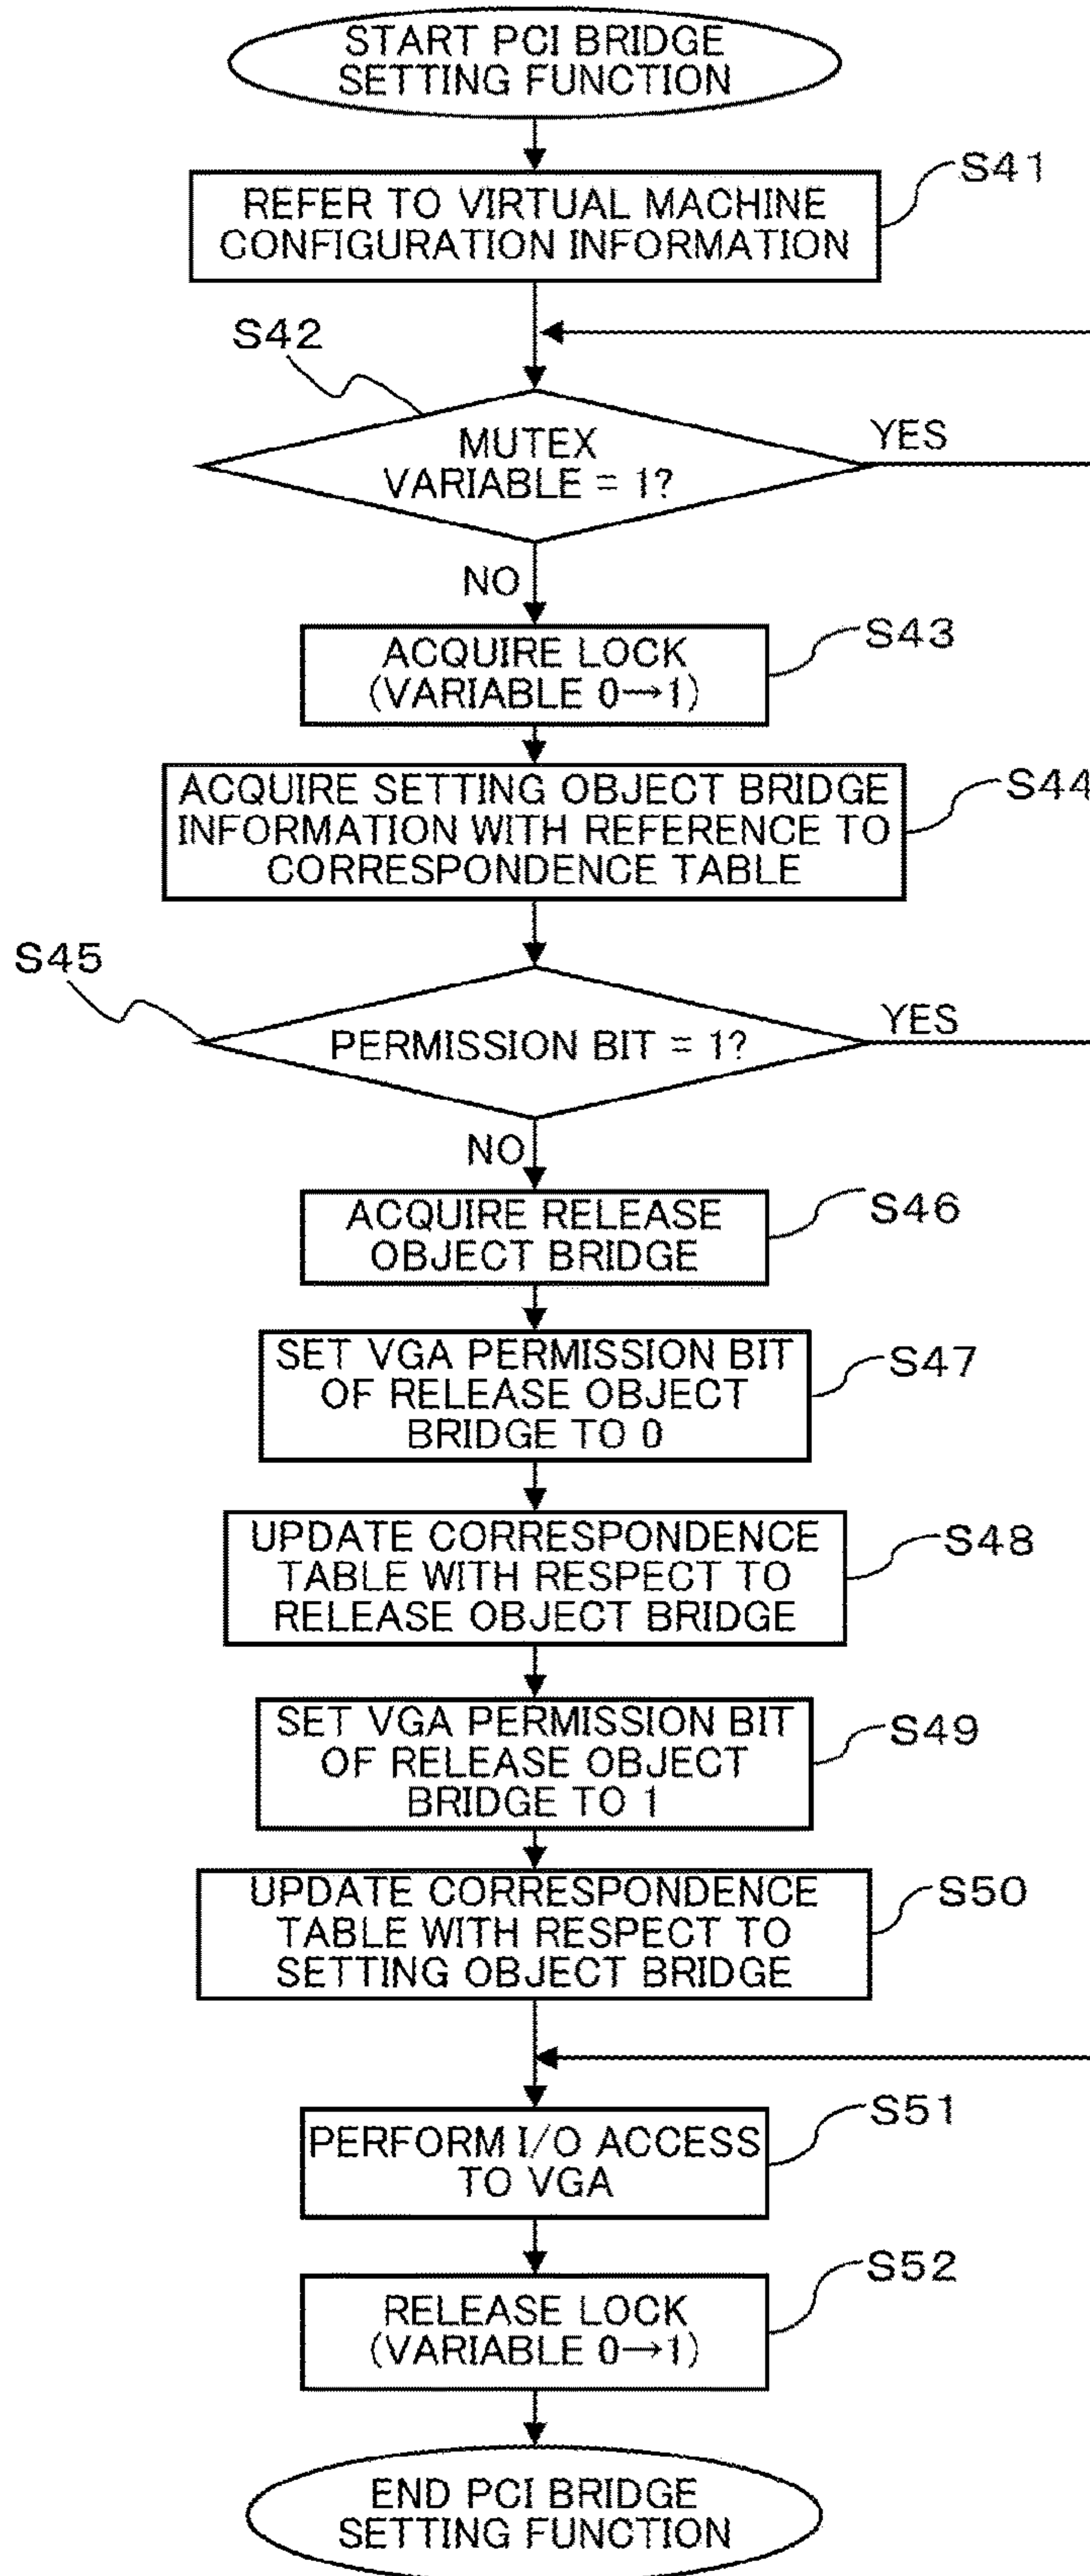 START PCI BRIDGE
SETTING FUNCTION
S41
REFER TO VIRTUAL MACHINE
CONFIGURATION INFORMATION
S42
MUTEX
VARIABLE = 1?
YES
NO
S43
ACQUIRE LOCK
(VARIABLE 0→1)
S44
ACQUIRE SETTING OBJECT BRIDGE
INFORMATION WITH REFERENCE TO
CORRESPONDENCE TABLE
S45
PERMISSION BIT = 1?
YES
NO
S46
ACQUIRE RELEASE
OBJECT BRIDGE
S47
SET VGA PERMISSION BIT
OF RELEASE OBJECT
BRIDGE TO 0
S48
UPDATE CORRESPONDENCE
TABLE WITH RESPECT TO
RELEASE OBJECT BRIDGE
S49
SET VGA PERMISSION BIT
OF RELEASE OBJECT
BRIDGE TO 1
S50
UPDATE CORRESPONDENCE
TABLE WITH RESPECT TO
SETTING OBJECT BRIDGE
S51
PERFORM I/O ACCESS
TO VGA
S52
RELEASE LOCK
(VARIABLE 0→1)
END PCI BRIDGE
SETTING FUNCTION